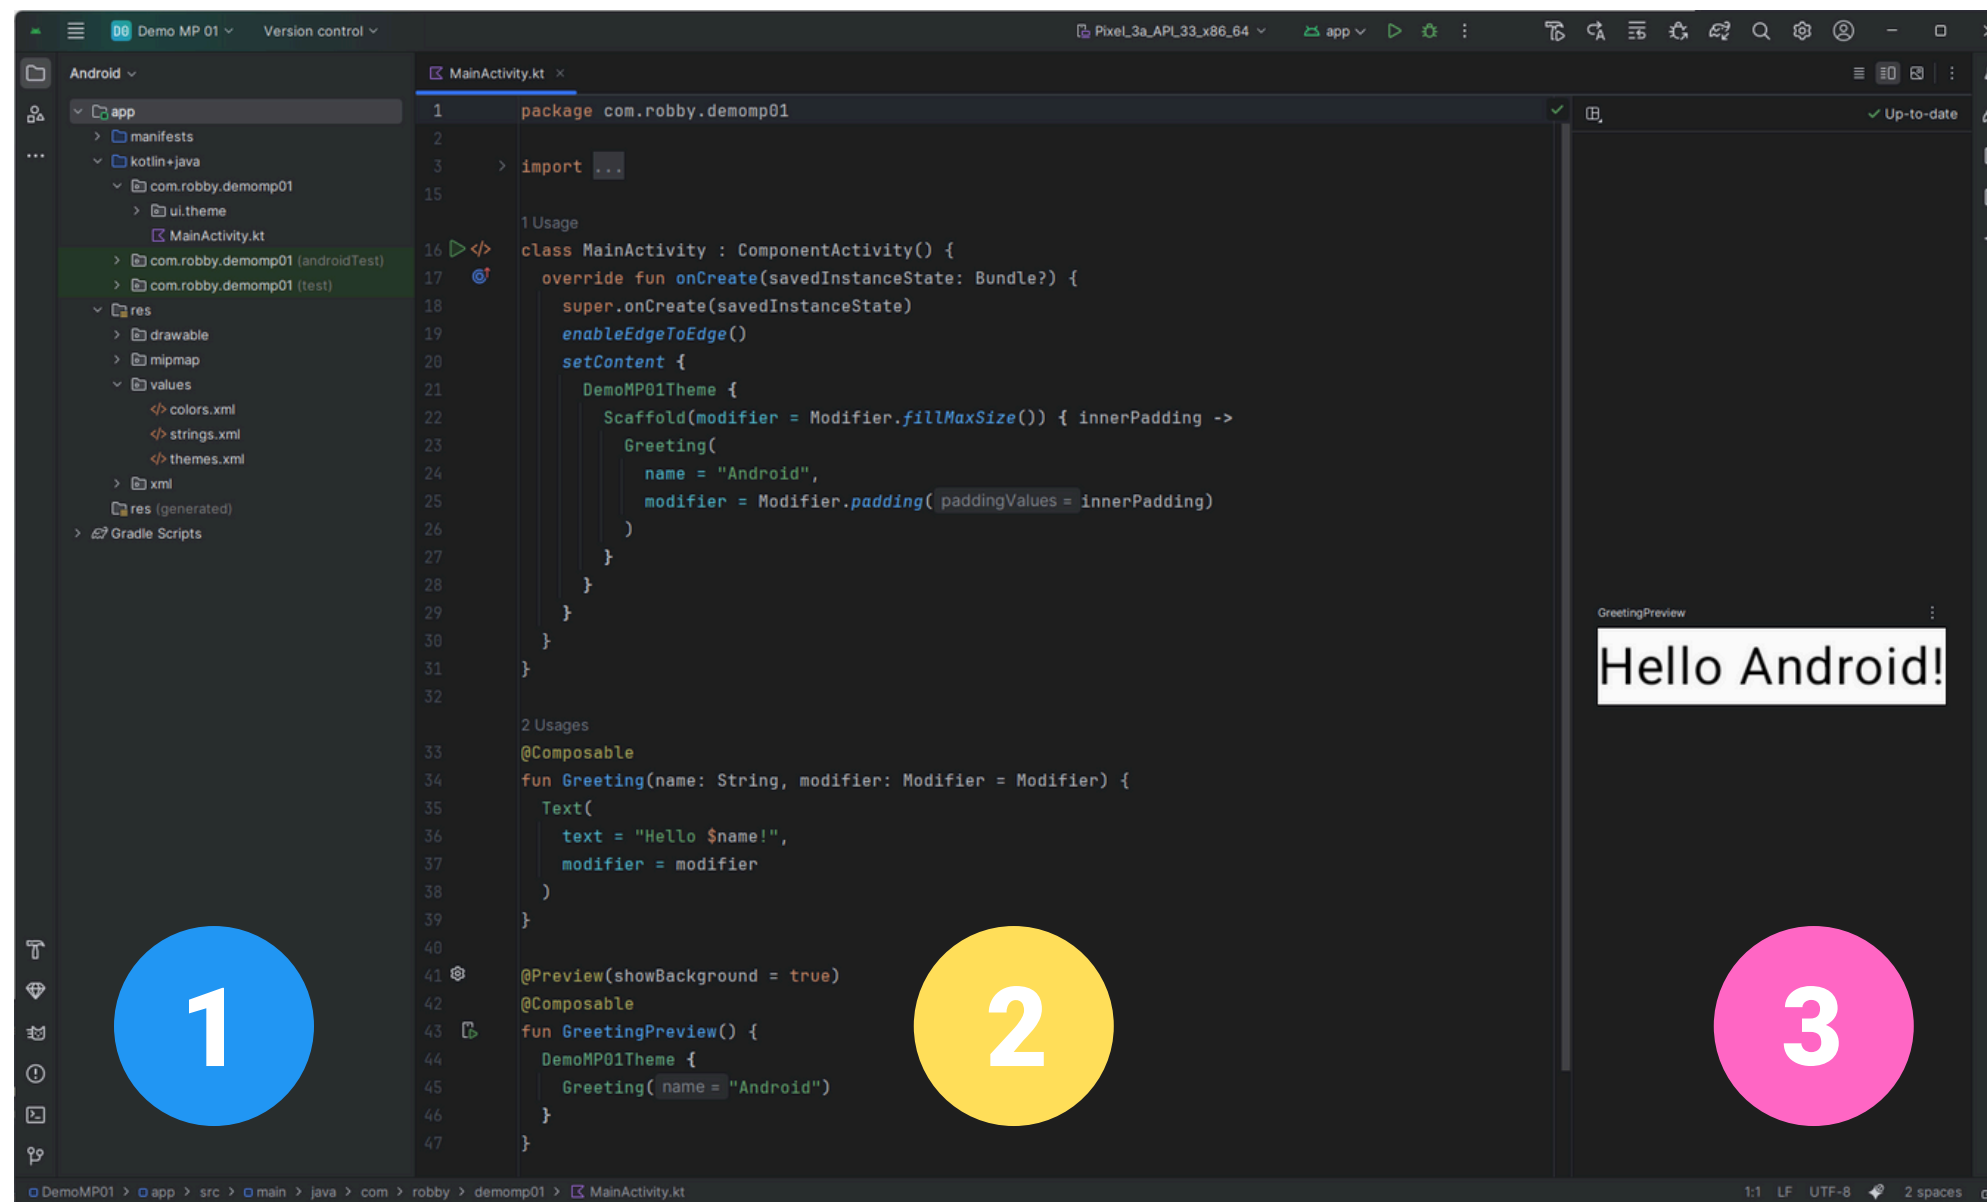 D0 Demo MP 01 Version control Pixel_3a_API_33_x86_64 app
Android
app
manifests
kotlin+java
com.robby.demomp01
ui.theme
MainActivity.kt
com.robby.demomp01 (androidTest)
com.robby.demomp01 (test)
res
drawable
mipmap
values
colors.xml
strings.xml
themes.xml
xml
res (generated)
Gradle Scripts
1
MainActivity.kt
1 package com.robby.demomp01
2
3 import ...
15
1 Usage
16 class MainActivity : ComponentActivity() {
17 override fun onCreate(savedInstanceState: Bundle?) {
18 super.onCreate(savedInstanceState)
19 enableEdgeToEdge()
20 setContent {
21 DemoMP01Theme {
22 Scaffold(modifier = Modifier.fillMaxSize()) { innerPadding ->
23 Greeting(
24 name = "Android",
25 modifier = Modifier.padding( paddingValues = innerPadding)
26 )
27 }
28 }
29 }
30 }
31 }
32
2 Usages
33 @Composable
34 fun Greeting(name: String, modifier: Modifier = Modifier) {
35 Text(
36 text = "Hello $name!",
37 modifier = modifier
38 )
39 }
40
41 @Preview(showBackground = true)
42 @Composable
43 fun GreetingPreview() {
44 DemoMP01Theme {
45 Greeting( name = "Android")
46 }
47 }
2
Up-to-date
GreetingPreview
Hello Android!
3
DemoMP01 > app > src > main > java > com > robby > demomp01 > MainActivity.kt
1:1 LF UTF-8 2 spaces